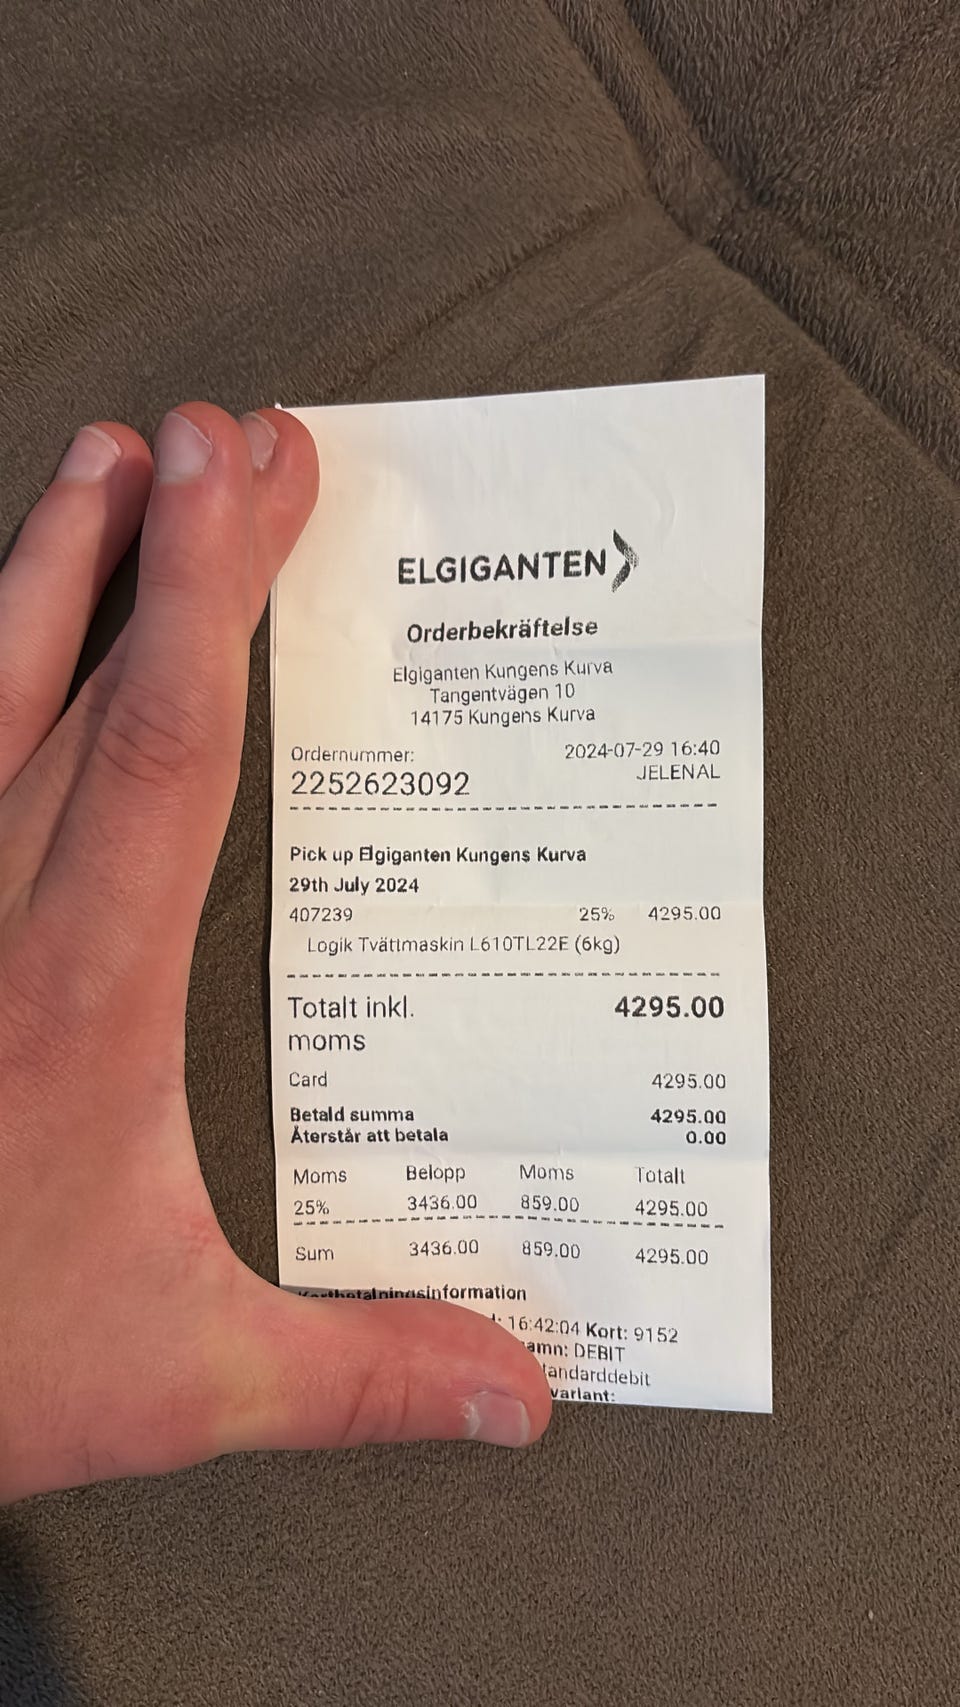 ELGIGANTEN
Orderbekräftelse
Elgiganten Kungens Kurva
Tangentvägen 10
14175 Kungens Kurva
Ordernummer: 2024-07-29 16:40
2252623092 JELENAL
Pick up Elgiganten Kungens Kurva
29th July 2024
407239 25% 4295.00
Logik Tvättmaskin L610TL22E (6kg)
Totalt inkl. 4295.00
moms
Card 4295.00
Betald summa 4295.00
Återstår att betala 0.00
Moms Belopp Moms Totalt
25% 3436.00 859.00 4295.00
Sum 3436.00 859.00 4295.00
Kortbetalningsinformation
16:42:04 Kort: 9152
DEBIT